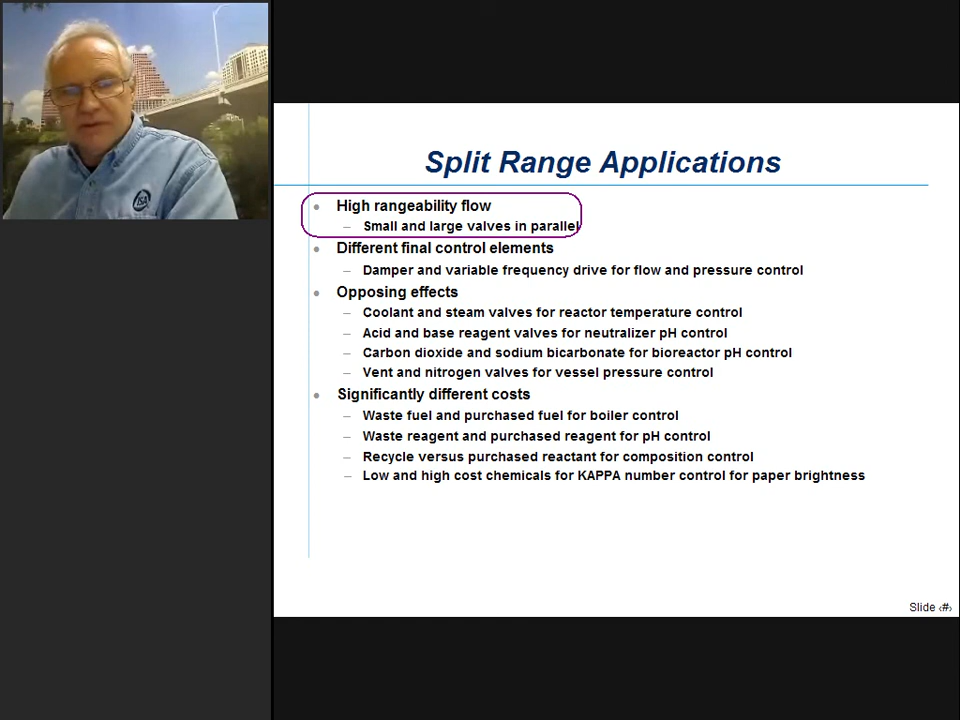 ISA
Split Range Applications
High rangeability flow
– Small and large valves in parallel
Different final control elements
– Damper and variable frequency drive for flow and pressure control
Opposing effects
– Coolant and steam valves for reactor temperature control
– Acid and base reagent valves for neutralizer pH control
– Carbon dioxide and sodium bicarbonate for bioreactor pH control
– Vent and nitrogen valves for vessel pressure control
Significantly different costs
– Waste fuel and purchased fuel for boiler control
– Waste reagent and purchased reagent for pH control
– Recycle versus purchased reactant for composition control
– Low and high cost chemicals for KAPPA number control for paper brightness
Slide ‹#›